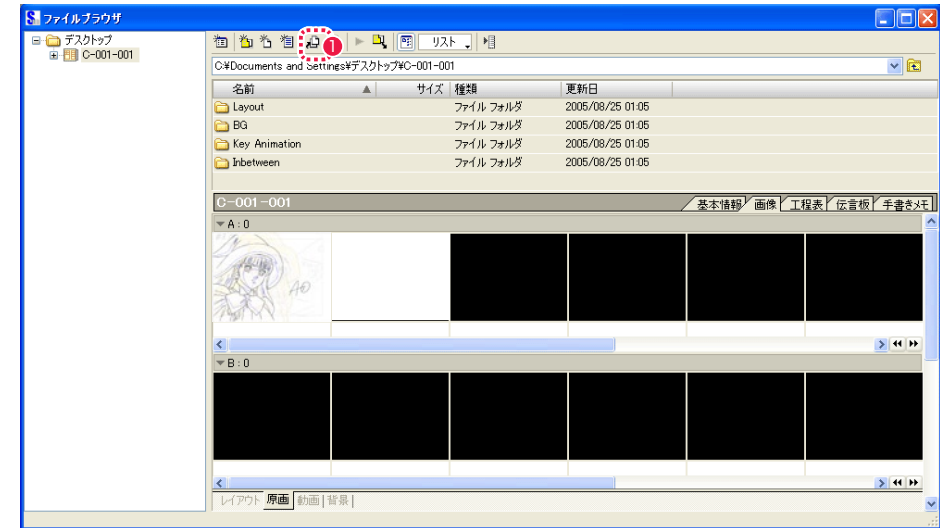 ファイルブラウザ
デスクトップ
C-001-001
1
リスト
C:¥Documents and Settings¥デスクトップ¥C-001-001
名前 サイズ 種類 更新日
Layout ファイル フォルダ 2005/08/25 01:05
BG ファイル フォルダ 2005/08/25 01:05
Key Animation ファイル フォルダ 2005/08/25 01:05
Inbetween ファイル フォルダ 2005/08/25 01:05
C-001-001 基本情報 画像 工程表 伝言板 手書きメモ
A : 0
A0
B : 0
レイアウト 原画 動画 背景